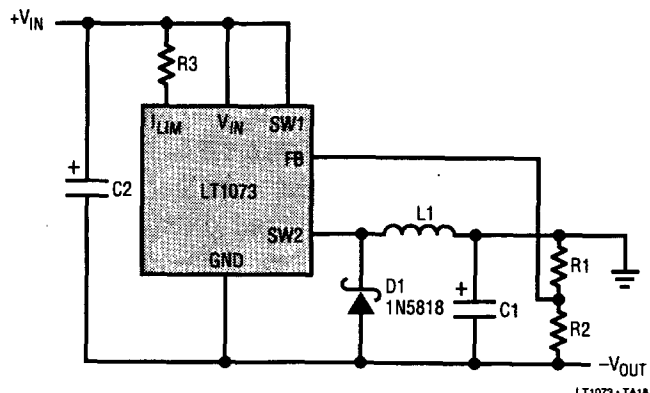 +VIN
R3
ILIM VIN SW1
FB
C2
+
LT1073
L1
SW2
GND
D1
1N5818
+
C1
R1
R2
–VOUT